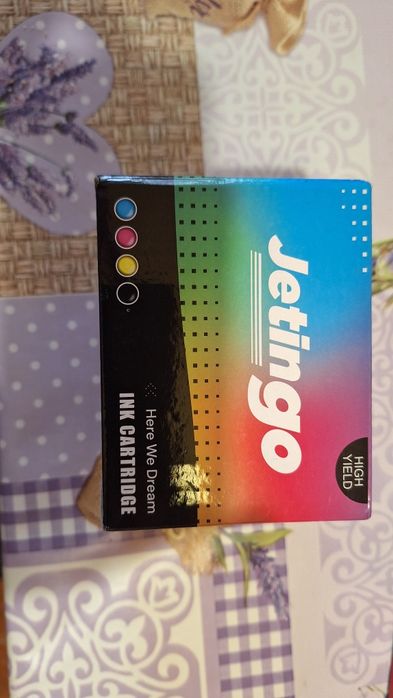 Jetingo
HIGH
YIELD
Here We Dream
INK CARTRIDGE